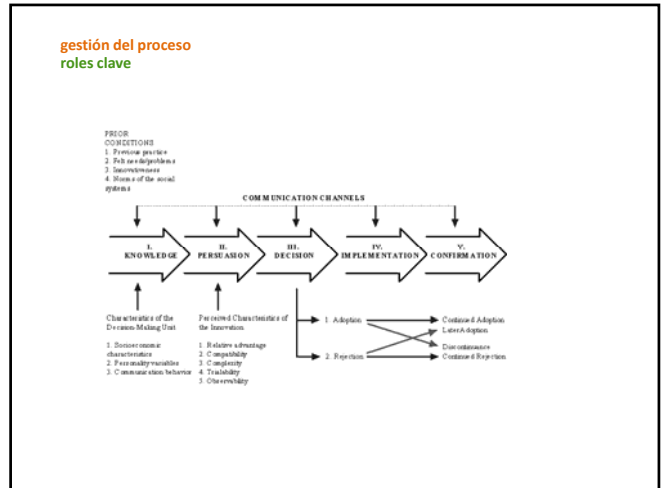 gestión del proceso
roles clave
PRIOR
CONDITIONS
1. Previous practice
2. Felt needs/problems
3. Innovativeness
4. Norms of the social
systems
COMMUNICATION CHANNELS
I.
KNOWLEDGE
II.
PERSUASION
III.
DECISION
IV.
IMPLEMENTATION
V.
CONFIRMATION
Characteristics of the
Decision-Making Unit
1. Socioeconomic
characteristics
2. Personality variables
3. Communication behavior
Perceived Characteristics of
the Innovation
1. Relative advantage
2. Compatibility
3. Complexity
4. Trialability
5. Observability
1. Adoption
2. Rejection
Continued Adoption
Later Adoption
Discontinuance
Continued Rejection